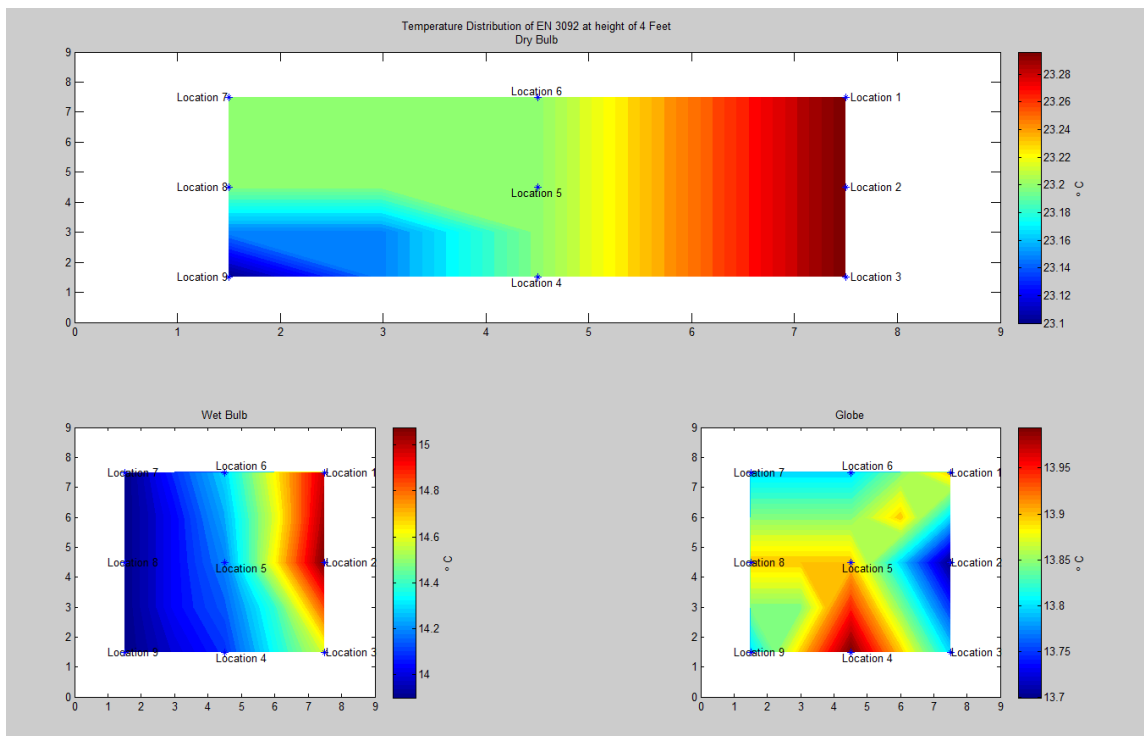 Temperature Distribution of EN 3092 at height of 4 Feet
Dry Bulb
9
8
7
6
5
4
3
2
1
0
0 1 2 3 4 5 6 7 8 9
Location 7
Location 6
Location 1
Location 8
Location 5
Location 2
Location 9
Location 4
Location 3
23.28
23.26
23.24
23.22
23.2
23.18
23.16
23.14
23.12
23.1
° C
Wet Bulb
9
8
7
6
5
4
3
2
1
0
0 1 2 3 4 5 6 7 8 9
Location 7
Location 6
Location 1
Location 8
Location 5
Location 2
Location 9
Location 4
Location 3
15
14.8
14.6
14.4
14.2
14
° C
Globe
9
8
7
6
5
4
3
2
1
0
0 1 2 3 4 5 6 7 8 9
Location 7
Location 6
Location 1
Location 8
Location 5
Location 2
Location 9
Location 4
Location 3
13.95
13.9
13.85
13.8
13.75
13.7
° C